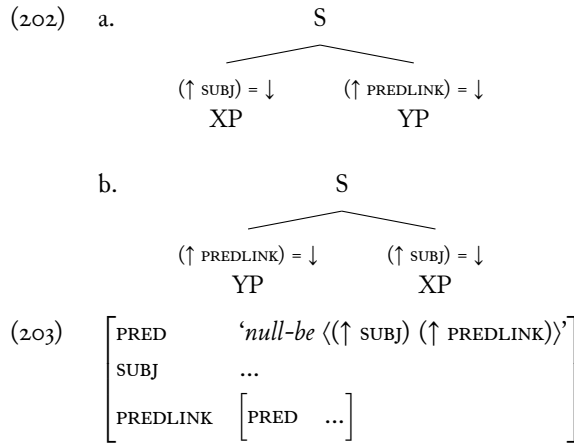 (202) a. S
(↑ SUBJ) = ↓ (↑ PREDLINK) = ↓
XP YP
b. S
(↑ PREDLINK) = ↓ (↑ SUBJ) = ↓
YP XP
(203) [PRED ‘null-be ⟨(↑ SUBJ) (↑ PREDLINK)⟩’
SUBJ ...
PREDLINK [PRED ...]]